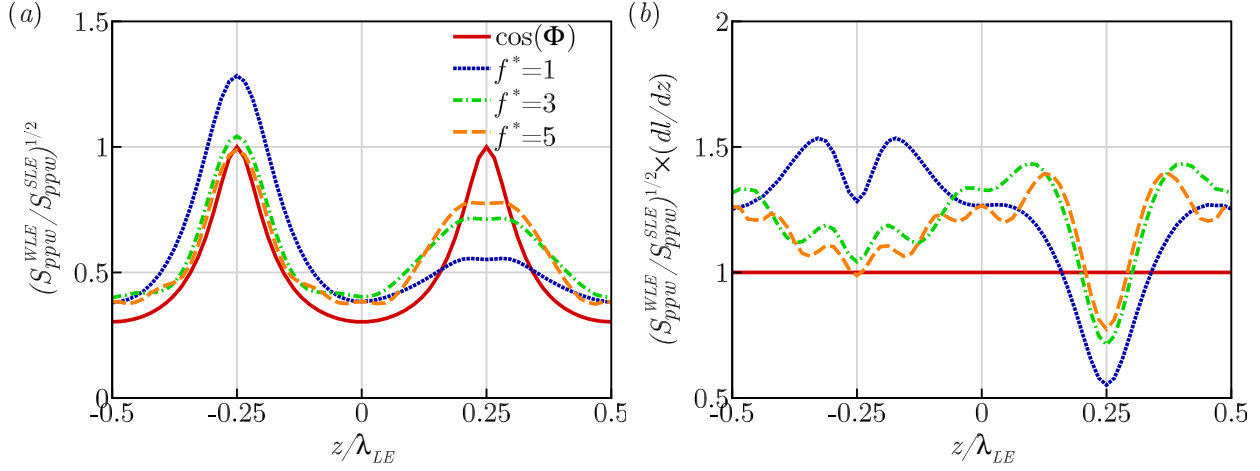 (a)
1.5
1
0.5
0
-0.5
-0.25
0
0.25
0.5
z/λ_LE
(S_ppw^WLE/S_ppw^SLE)^1/2
cos(Φ)
f*=1
f*=3
f*=5
(b)
2
1.5
1
0.5
-0.5
-0.25
0
0.25
0.5
z/λ_LE
(S_ppw^WLE/S_ppw^SLE)^1/2×(dl/dz)